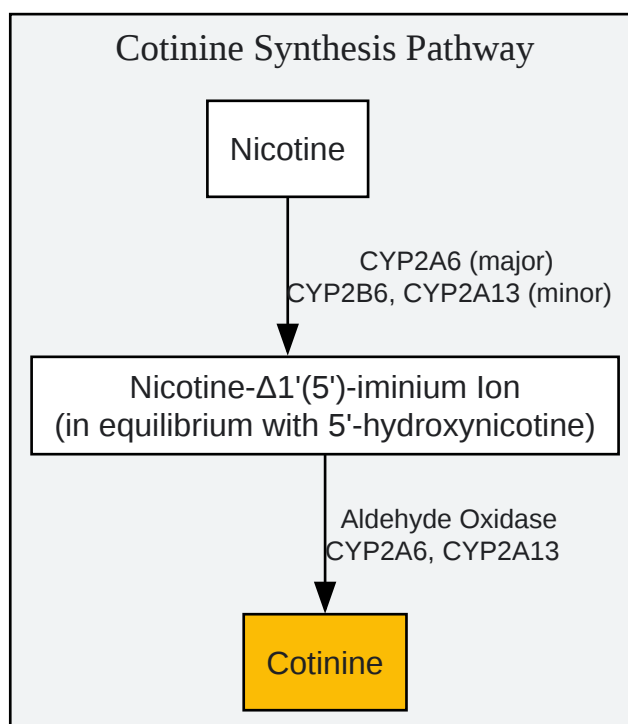 Cotinine Synthesis Pathway
Nicotine
CYP2A6 (major)
CYP2B6, CYP2A13 (minor)
Nicotine-Δ1'(5')-iminium Ion
(in equilibrium with 5'-hydroxynicotine)
Aldehyde Oxidase
CYP2A6, CYP2A13
Cotinine